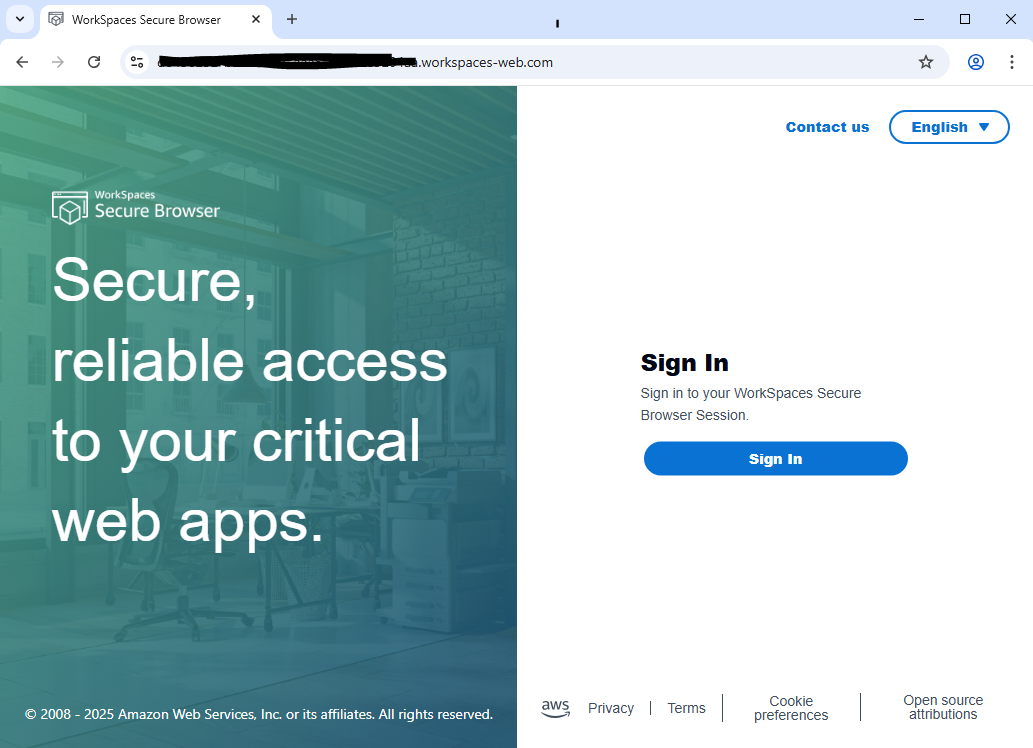 WorkSpaces Secure Browser
.workspaces-web.com
Contact us
English
WorkSpaces
Secure Browser
Secure,
reliable access
to your critical
web apps.
Sign In
Sign in to your WorkSpaces Secure
Browser Session.
Sign In
© 2008 - 2025 Amazon Web Services, Inc. or its affiliates. All rights reserved.
aws
Privacy
Terms
Cookie
preferences
Open source
attributions